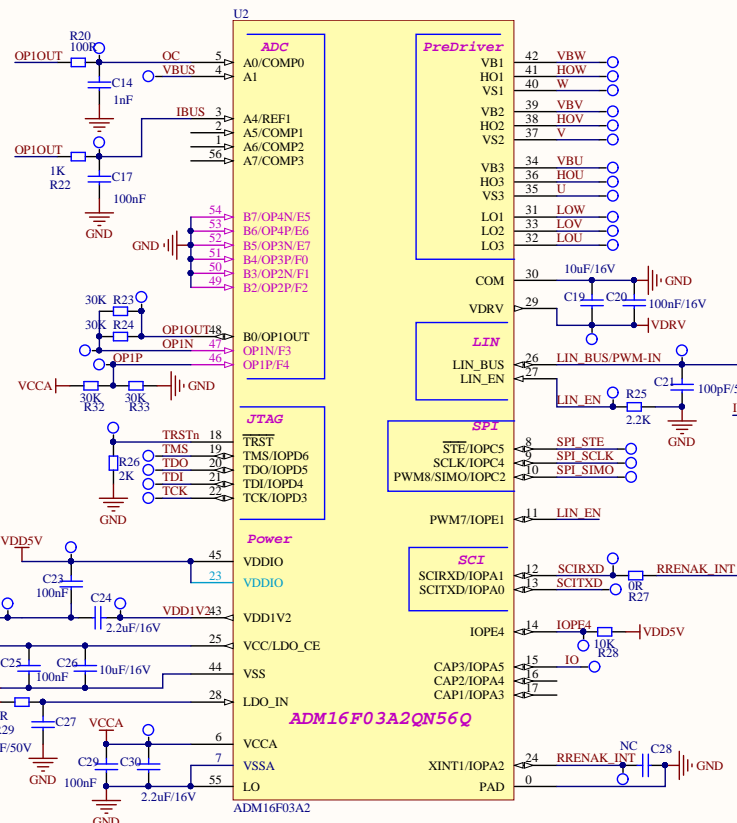 U2
R20
100R
OP1OUT
OC
5
A0/COMP0
VBUS
4
A1
C14
1nF
GND
IBUS
3
A4/REF1
2
A5/COMP1
1
A6/COMP2
56
A7/COMP3
OP1OUT
1K
R22
C17
100nF
GND
ADC
54
B7/OP4N/E5
53
B6/OP4P/E6
52
B5/OP3N/E7
51
B4/OP3P/F0
50
B3/OP2N/F1
49
B2/OP2P/F2
GND
30K
R23
30K
R24
OP1OUT
48
B0/OP1OUT
OP1N
47
OP1N/F3
OP1P
46
OP1P/F4
VCCA
30K
R32
30K
R33
GND
JTAG
TRSTn
18
TRST
TMS
19
TMS/IOPD6
TDO
20
TDO/IOPD5
TDI
21
TDI/IOPD4
TCK
22
TCK/IOPD3
R26
2K
GND
Power
VDD5V
45
VDDIO
23
VDDIO
C23
100nF
C24
2.2uF/16V
VDD1V2
43
VDD1V2
25
VCC/LDO_CE
C25
100nF
C26
10uF/16V
44
VSS
28
LDO_IN
R
29
C27
F/50V
GND
VCCA
6
VCCA
7
VSSA
55
LO
C29
100nF
C30
2.2uF/16V
GND
ADM16F03A2QN56Q
ADM16F03A2
PreDriver
VB1
42
VBW
HO1
41
HOW
VS1
40
W
VB2
39
VBV
HO2
38
HOV
VS2
37
V
VB3
34
VBU
HO3
36
HOU
VS3
35
U
LO1
31
LOW
LO2
33
LOV
LO3
32
LOU
COM
30
10uF/16V
GND
C19
C20
100nF/16V
VDRV
29
VDRV
LIN
LIN_BUS
26
LIN_BUS/PWM-IN
LIN_EN
27
LIN_EN
R25
2.2K
C21
100pF/5
GND
SPI
STE/IOPC5
8
SPI_STE
SCLK/IOPC4
9
SPI_SCLK
PWM8/SIMO/IOPC2
10
SPI_SIMO
PWM7/IOPE1
11
LIN_EN
SCI
SCIRXD/IOPA1
12
SCIRXD
RRENAK_INT
SCITXD/IOPA0
13
SCITXD
0R
R27
IOPE4
14
IOPE4
10K
R28
VDD5V
CAP3/IOPA5
15
IO
CAP2/IOPA4
16
CAP1/IOPA3
17
XINT1/IOPA2
24
RRENAK_INT
NC
C28
GND
PAD
0